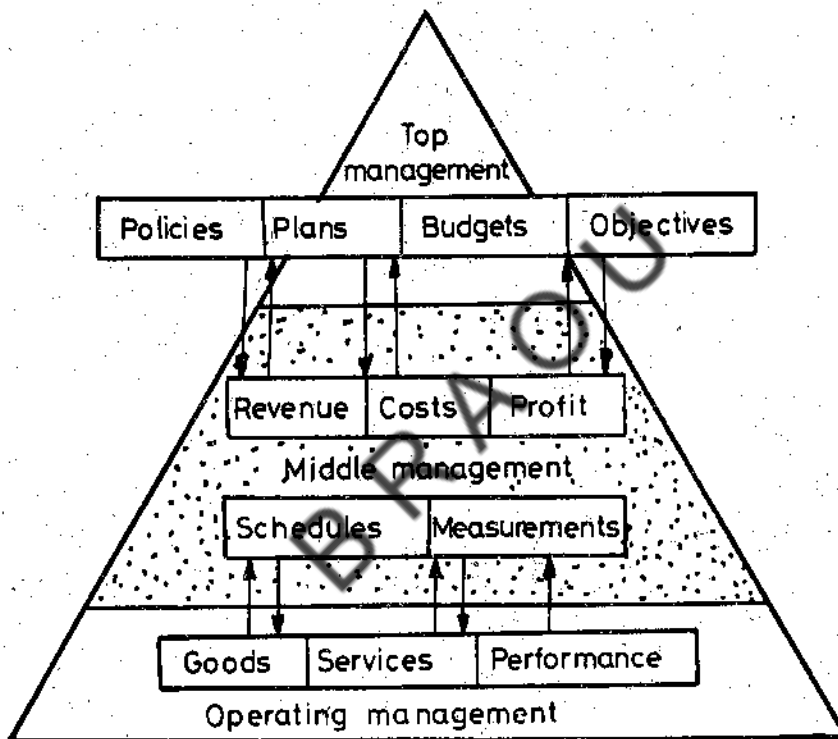 Top
management
Policies Plans Budgets Objectives
Revenue Costs Profit
Middle management
Schedules Measurements
Goods Services Performance
Operating management
BRAOU